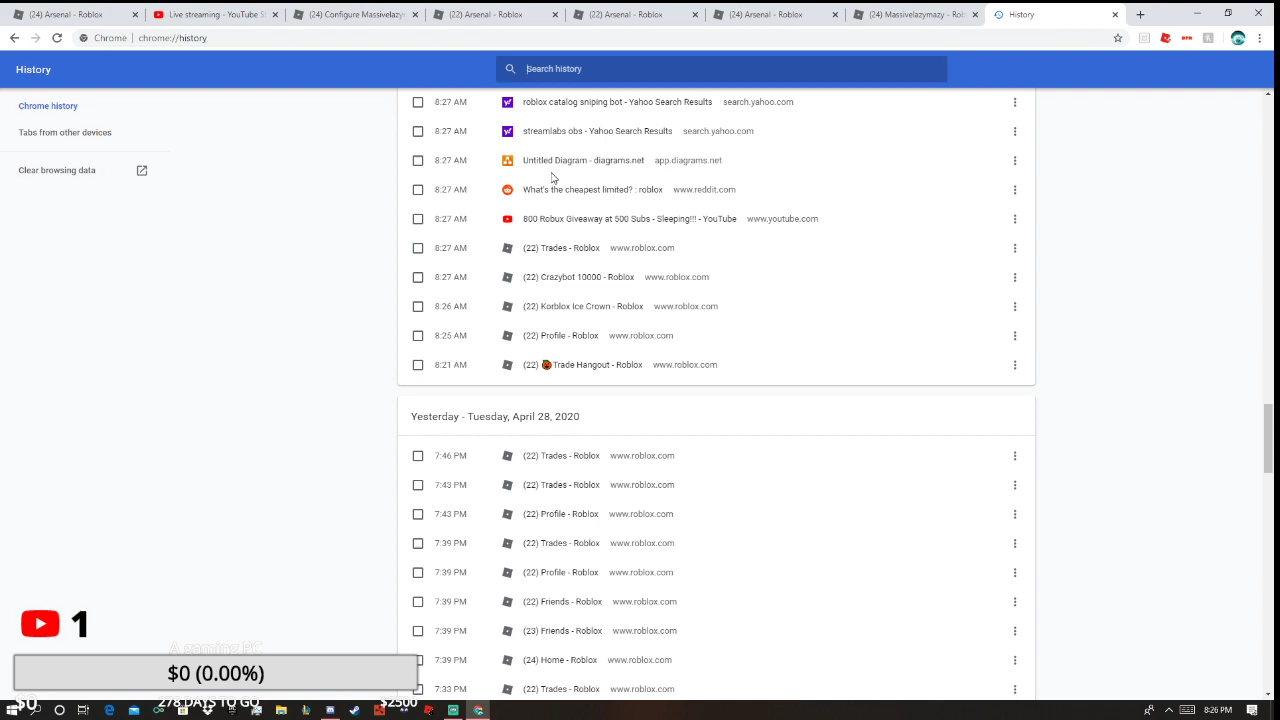 (24) Arsenal - Roblox
Live streaming - YouTube S
(24) Configure Massivelazy
(22) Arsenal - Roblox
(22) Arsenal - Roblox
(24) Arsenal - Roblox
(24) Massivelazymazy - Rob
History
Chrome | chrome://history
History
Search history
Chrome history
Tabs from other devices
Clear browsing data
8:27 AM roblox catalog sniping bot - Yahoo Search Results search.yahoo.com
8:27 AM streamlabs obs - Yahoo Search Results search.yahoo.com
8:27 AM Untitled Diagram - diagrams.net app.diagrams.net
8:27 AM What's the cheapest limited? : roblox www.reddit.com
8:27 AM 800 Robux Giveaway at 500 Subs - Sleeping!!! - YouTube www.youtube.com
8:27 AM (22) Trades - Roblox www.roblox.com
8:27 AM (22) Crazybot 10000 - Roblox www.roblox.com
8:26 AM (22) Korblox Ice Crown - Roblox www.roblox.com
8:25 AM (22) Profile - Roblox www.roblox.com
8:21 AM (22) 🎃Trade Hangout - Roblox www.roblox.com
Yesterday - Tuesday, April 28, 2020
7:46 PM (22) Trades - Roblox www.roblox.com
7:43 PM (22) Trades - Roblox www.roblox.com
7:43 PM (22) Profile - Roblox www.roblox.com
7:39 PM (22) Trades - Roblox www.roblox.com
7:39 PM (22) Profile - Roblox www.roblox.com
7:39 PM (22) Friends - Roblox www.roblox.com
7:39 PM (23) Friends - Roblox www.roblox.com
7:39 PM (24) Home - Roblox www.roblox.com
7:33 PM (22) Trades - Roblox www.roblox.com
1
A gaming PC
$0 (0.00%)
$0 $2500
8:26 PM